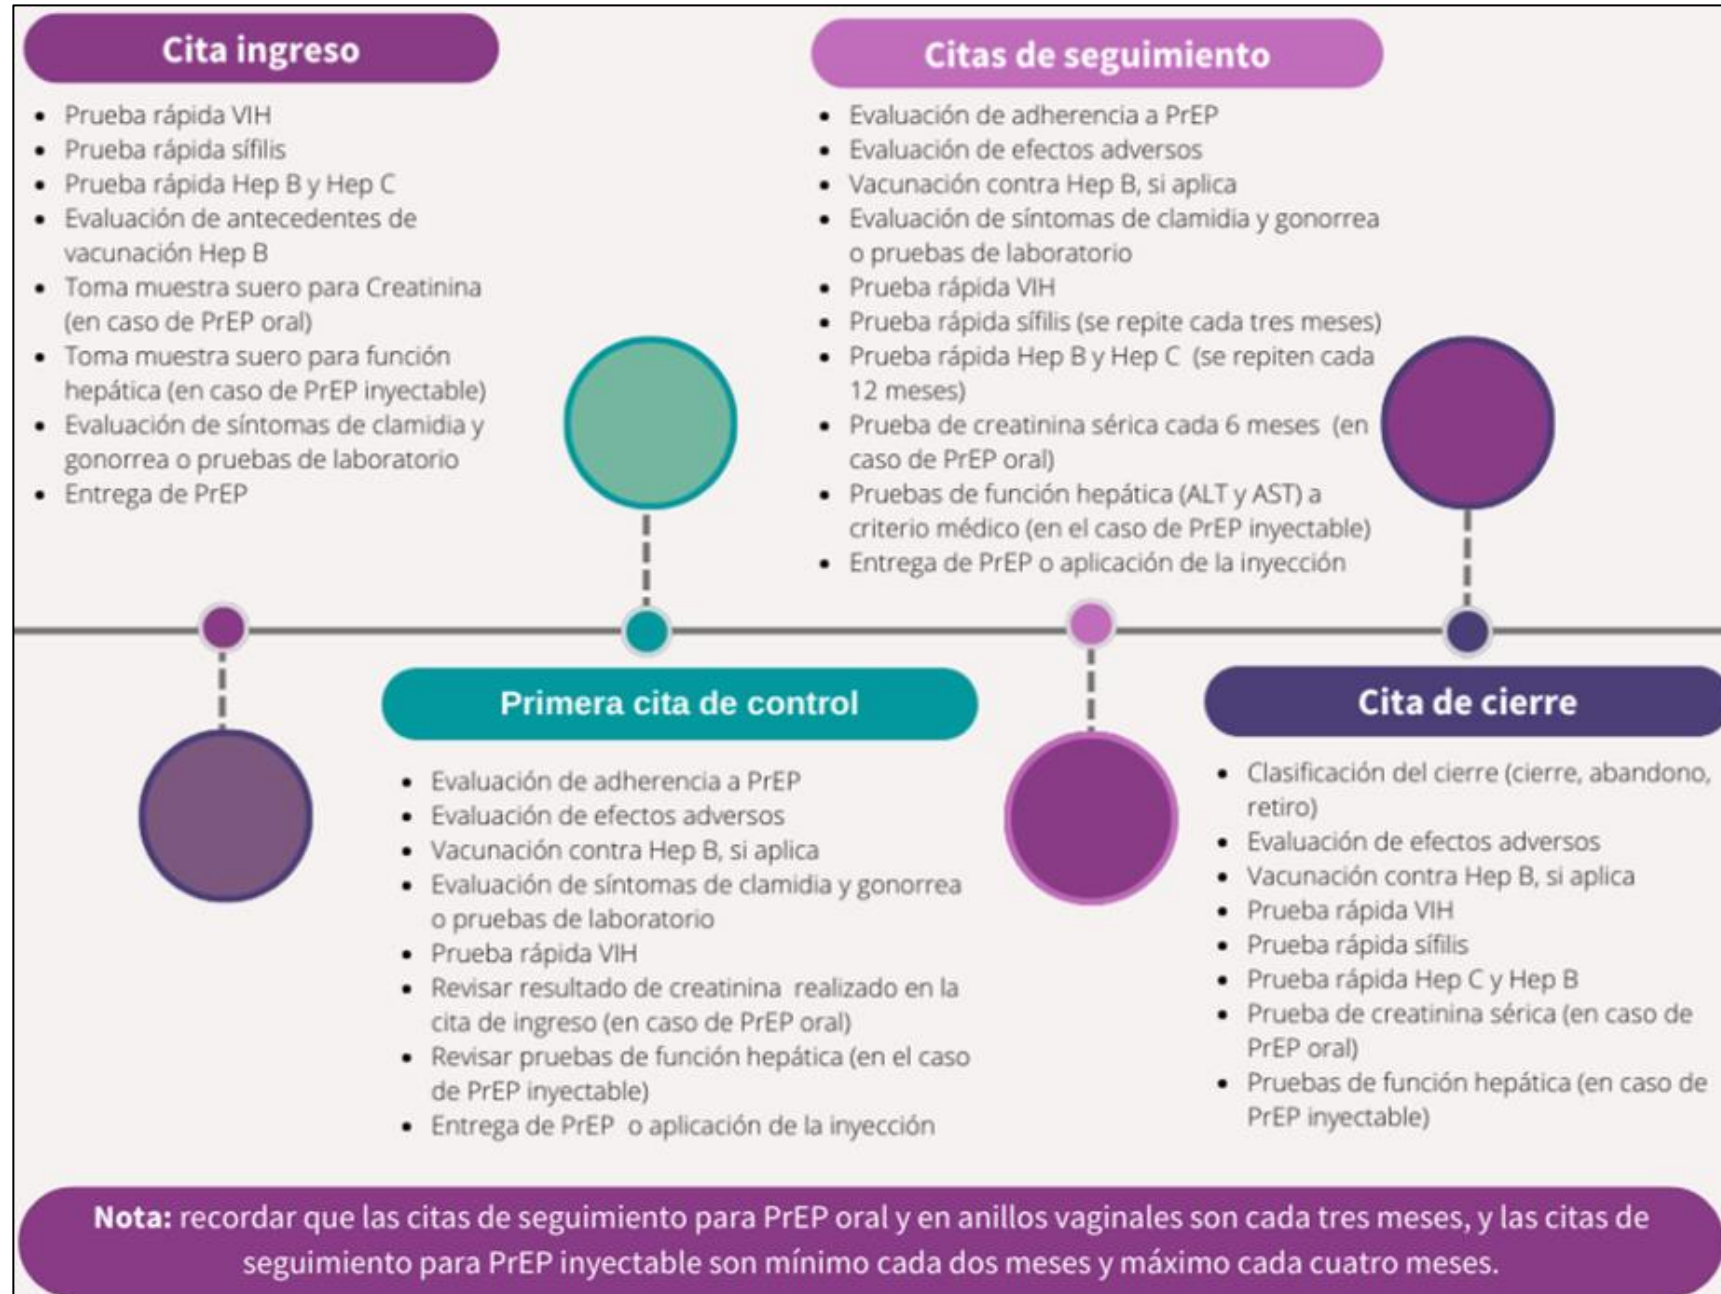 Cita ingreso
• Prueba rápida VIH
• Prueba rápida sífilis
• Prueba rápida Hep B y Hep C
• Evaluación de antecedentes de
vacunación Hep B
• Toma muestra suero para Creatinina
(en caso de PrEP oral)
• Toma muestra suero para función
hepática (en caso de PrEP inyectable)
• Evaluación de síntomas de clamidia y
gonorrea o pruebas de laboratorio
• Entrega de PrEP
Primera cita de control
• Evaluación de adherencia a PrEP
• Evaluación de efectos adversos
• Vacunación contra Hep B, si aplica
• Evaluación de síntomas de clamidia y gonorrea
o pruebas de laboratorio
• Prueba rápida VIH
• Revisar resultado de creatinina realizado en la
cita de ingreso (en caso de PrEP oral)
• Revisar pruebas de función hepática (en el caso
de PrEP inyectable)
• Entrega de PrEP o aplicación de la inyección
Citas de seguimiento
• Evaluación de adherencia a PrEP
• Evaluación de efectos adversos
• Vacunación contra Hep B, si aplica
• Evaluación de síntomas de clamidia y gonorrea
o pruebas de laboratorio
• Prueba rápida VIH
• Prueba rápida sífilis (se repite cada tres meses)
• Prueba rápida Hep B y Hep C (se repiten cada
12 meses)
• Prueba de creatinina sérica cada 6 meses (en
caso de PrEP oral)
• Pruebas de función hepática (ALT y AST) a
criterio médico (en el caso de PrEP inyectable)
• Entrega de PrEP o aplicación de la inyección
Cita de cierre
• Clasificación del cierre (cierre, abandono,
retiro)
• Evaluación de efectos adversos
• Vacunación contra Hep B, si aplica
• Prueba rápida VIH
• Prueba rápida sífilis
• Prueba rápida Hep C y Hep B
• Prueba de creatinina sérica (en caso de
PrEP oral)
• Pruebas de función hepática (en caso de
PrEP inyectable)
Nota: recordar que las citas de seguimiento para PrEP oral y en anillos vaginales son cada tres meses, y las citas de
seguimiento para PrEP inyectable son mínimo cada dos meses y máximo cada cuatro meses.